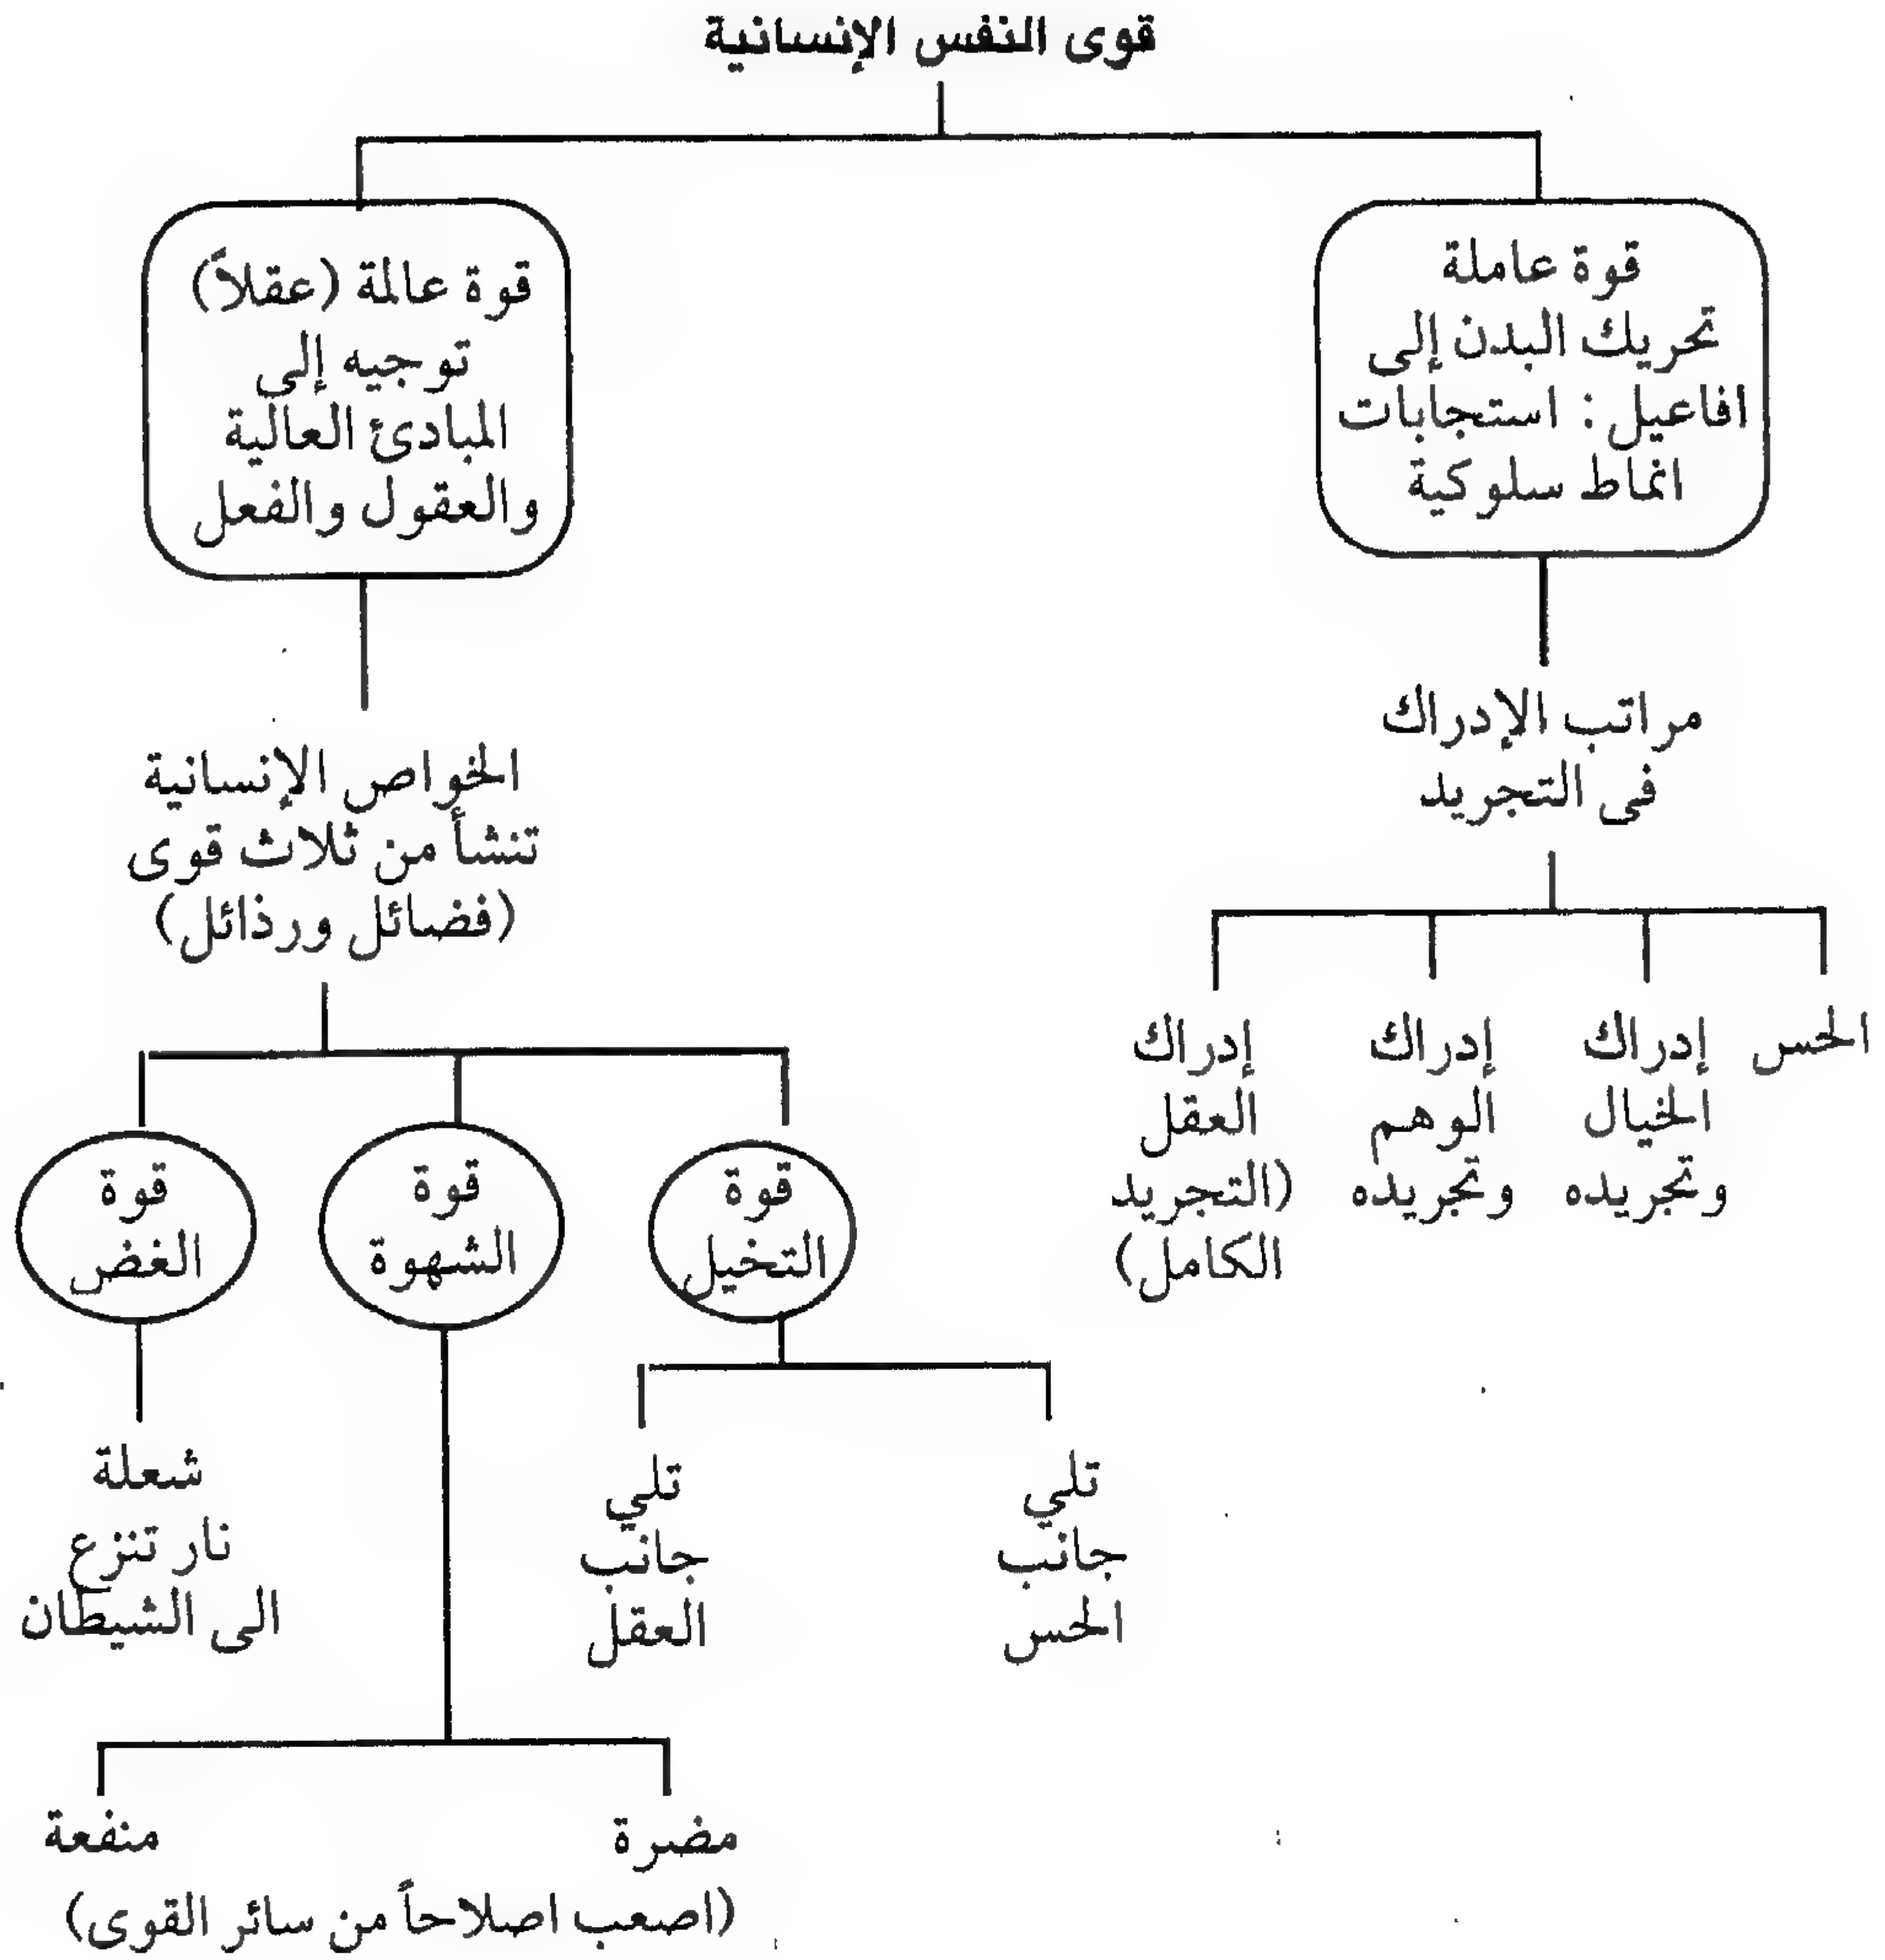 قوى النفس الإنسانية
قوة عاملة
تحريك البدن إلى
افاعيل : استجابات
انماط سلوكية
مراتب الإدراك
فى التجريد
الحس
إدراك
الخيال
وتجريده
إدراك
الوهم
وتجريده
إدراك
العقل
(التجريد
الكامل)
قوة عالمة (عقلاً)
توجيه إلى
المبادئ العالية
والعقول والفعل
الخواص الإنسانية
تنشأ من ثلاث قوى
(فضائل ورذائل)
قوة
التخيل
تلي
جانب
الحس
تلي
جانب
العقل
قوة
الشهوة
مضرة
منفعة
(اصعب اصلاحاً من سائر القوى)
قوة
الغض
شعلة
نار تنزع
الى الشيطان